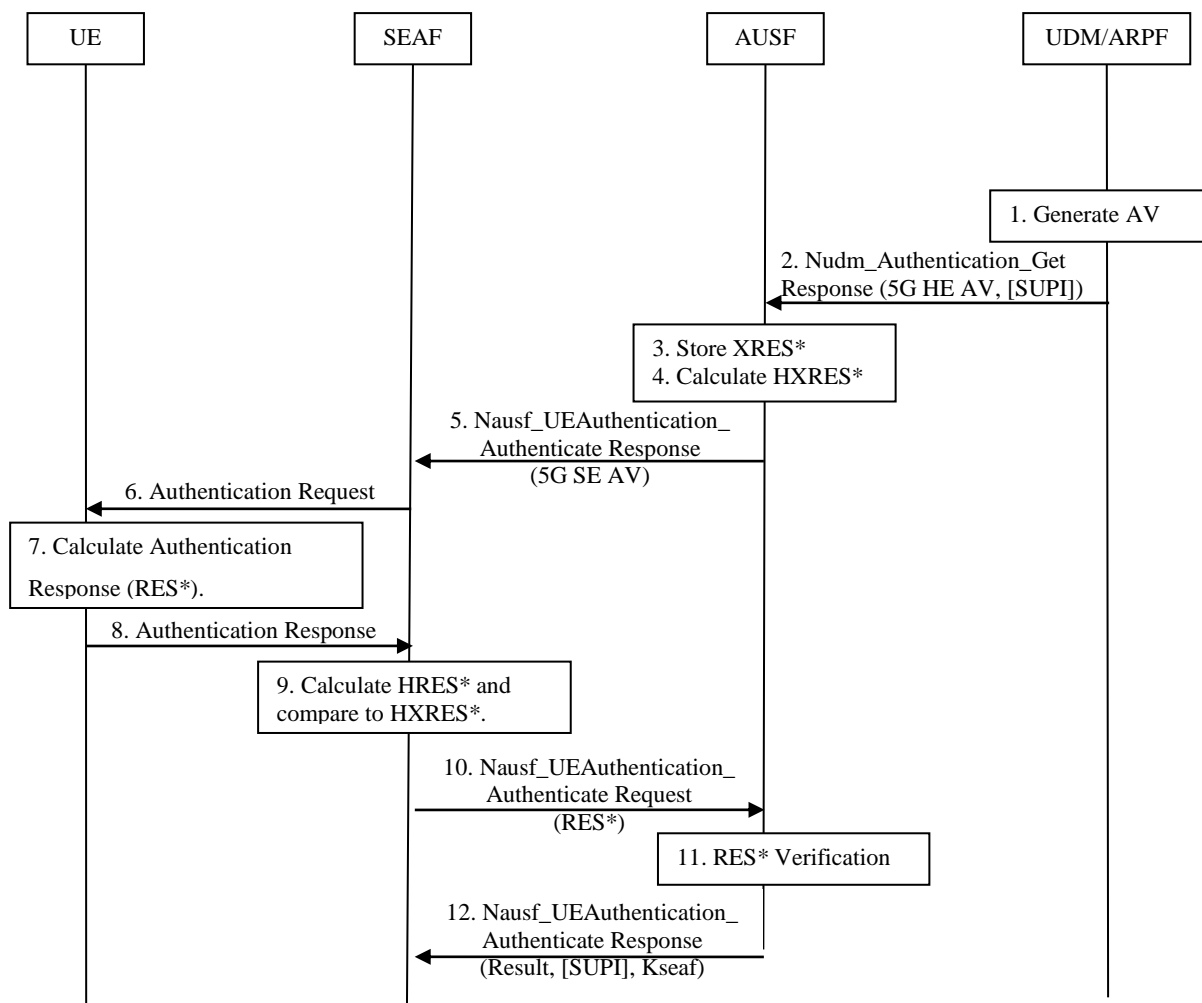 UE
SEAF
AUSF
UDM/ARPF
1. Generate AV
2. Nudm_Authentication_Get
Response (5G HE AV, [SUPI])
3. Store XRES*
4. Calculate HXRES*
5. Nausf_UEAuthentication_
Authenticate Response
(5G SE AV)
6. Authentication Request
7. Calculate Authentication
Response (RES*).
8. Authentication Response
9. Calculate HRES* and
compare to HXRES*.
10. Nausf_UEAuthentication_
Authenticate Request
(RES*)
11. RES* Verification
12. Nausf_UEAuthentication_
Authenticate Response
(Result, [SUPI], Kseaf)